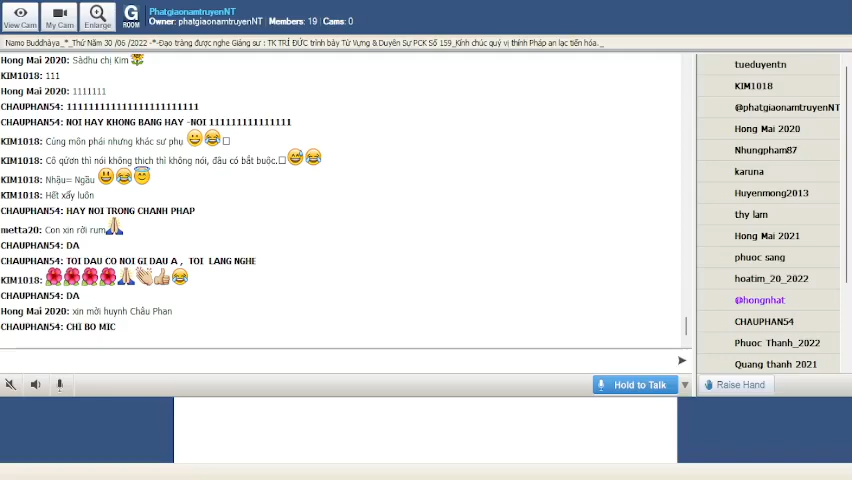 View Cam
My Cam
Enlarge
G
ROOM
PhatgiaonamtruyenNT
Owner: phatgiaonamtruyenNT | Members: 19 | Cams: 0
Namo Buddhàya_*_Thứ Năm 30 /06 /2022 -*-Đạo tràng được nghe Giảng sư : TK TRÍ ĐỨC trình bày Từ Vựng & Duyên Sự PCK Số 159_Kính chúc quý vị thính Pháp an lạc tiến hóa._
Hong Mai 2020: Sādhu chị Kim
KIM1018: 111
Hong Mai 2020: 1111111
CHAUPHAN54: 1111111111111111111111111
CHAUPHAN54: NOI HAY KHONG BANG HAY -NOI 111111111111111
KIM1018: Cùng môn phái nhưng khác sư phụ
KIM1018: Cô qườn thì nói không thịch thì không nói, đâu có bắt buộc.
KIM1018: Nhậu= Ngầu
KIM1018: Hết xẩy luôn
CHAUPHAN54: HAY NOI TRONG CHANH PHAP
metta20: Con xin rời rum
CHAUPHAN54: DA
CHAUPHAN54: TOI DAU CO NOI GI DAU A , TOI LANG NGHE
KIM1018:
CHAUPHAN54: DA
Hong Mai 2020: xin mời huynh Châu Phan
CHAUPHAN54: CHI BO MIC
Hold to Talk
tueduyentn
KIM1018
@phatgiaonamtruyenNT
Hong Mai 2020
Nhungpham87
karuna
Huyenmong2013
thy lam
Hong Mai 2021
phuoc sang
hoatim_20_2022
@hongnhat
CHAUPHAN54
Phuoc Thanh_2022
Quang thanh 2021
Raise Hand